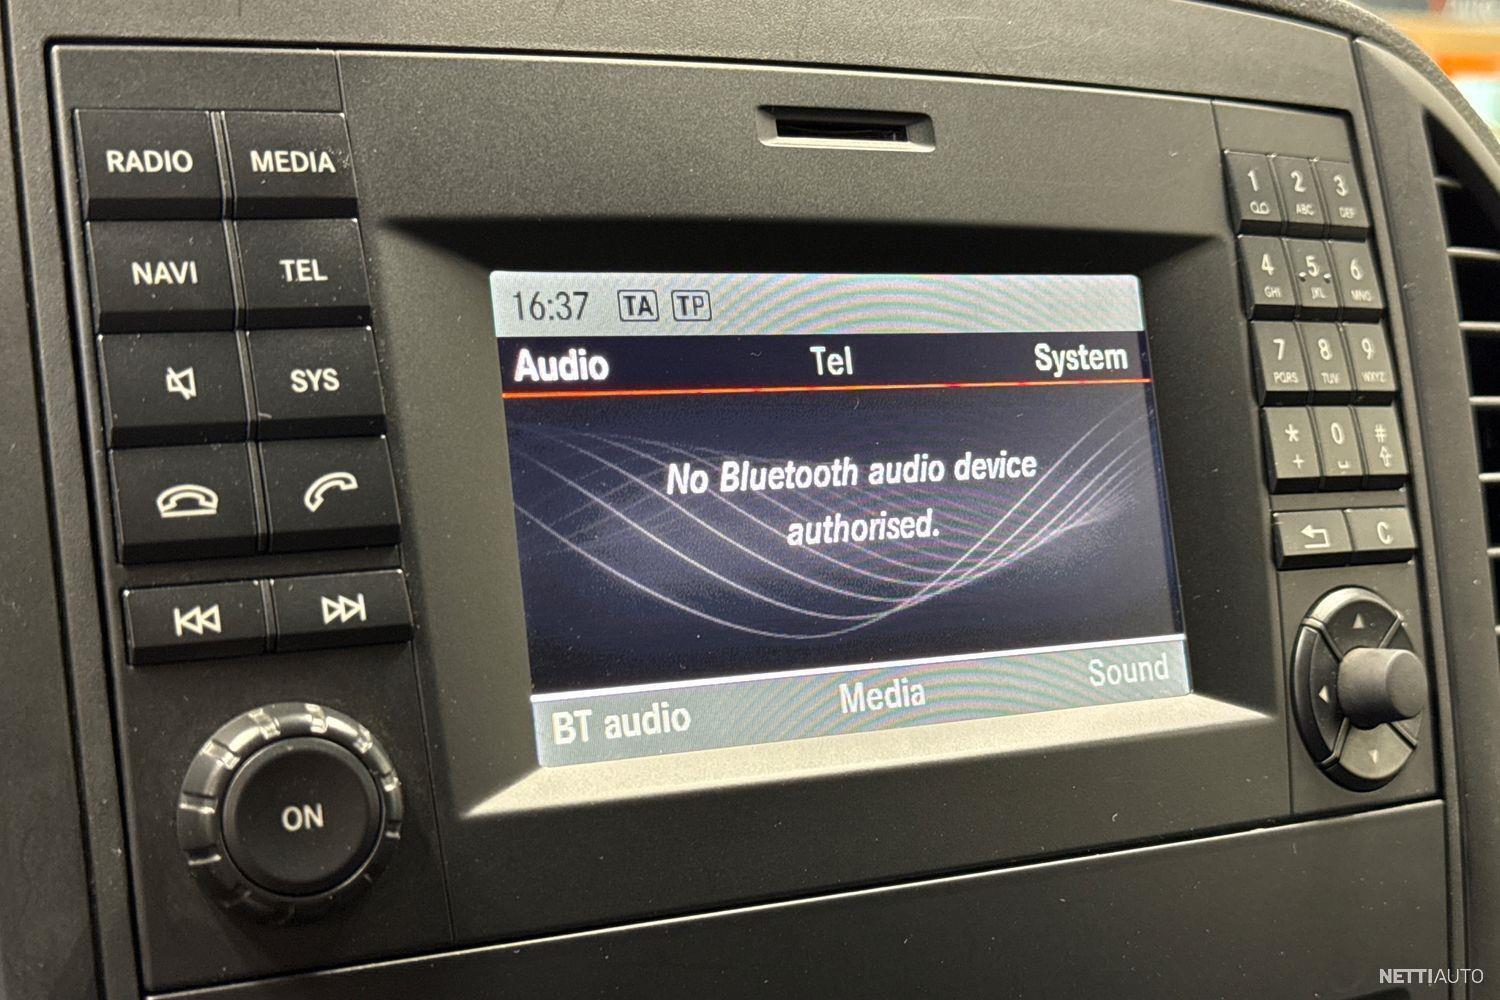 RADIO MEDIA
NAVI TEL
SYS
ON
16:37 TA TP
Audio Tel System
No Bluetooth audio device
authorised.
BT audio Media Sound
1 2 3
ABC DEF
4 5 6
GHI JKL MNO
7 8 9
PQRS TUV WXYZ
* 0 #
+
C
NETTIAUTO